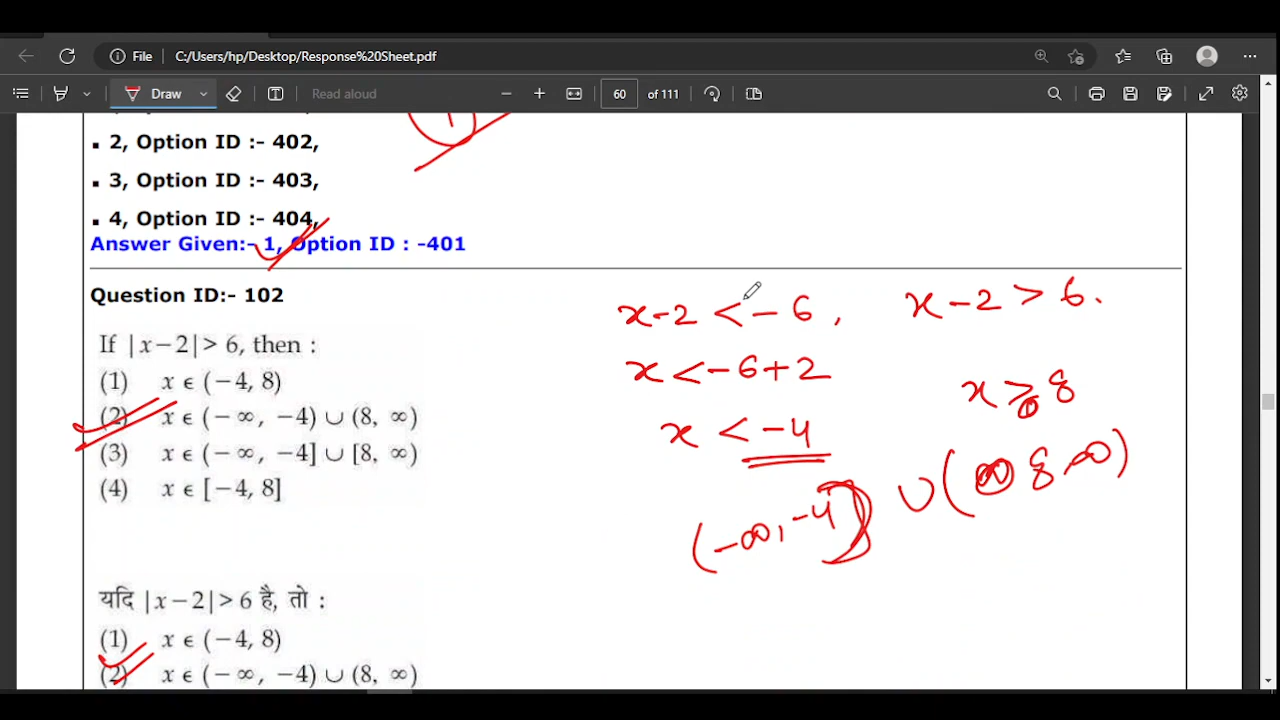 File C:/Users/hp/Desktop/Response%20Sheet.pdf
Draw Read aloud 60 of 111
▪ 2, Option ID :- 402,
▪ 3, Option ID :- 403,
▪ 4, Option ID :- 404,
Answer Given:- 1, Option ID : -401
Question ID:- 102
If |x−2|> 6, then :
(1) x ϵ (−4, 8)
(2) x ϵ (− ∞, −4) ∪ (8, ∞)
(3) x ϵ (− ∞, −4] ∪ [8, ∞)
(4) x ϵ [−4, 8]
x-2 < -6, x-2 > 6.
x < -6+2
x > 8
x < -4
(-∞, -4) ∪ (8 ∞)
यदि |x−2|> 6 है, तो :
(1) x ϵ (−4, 8)
(2) x ϵ (− ∞, −4) ∪ (8, ∞)